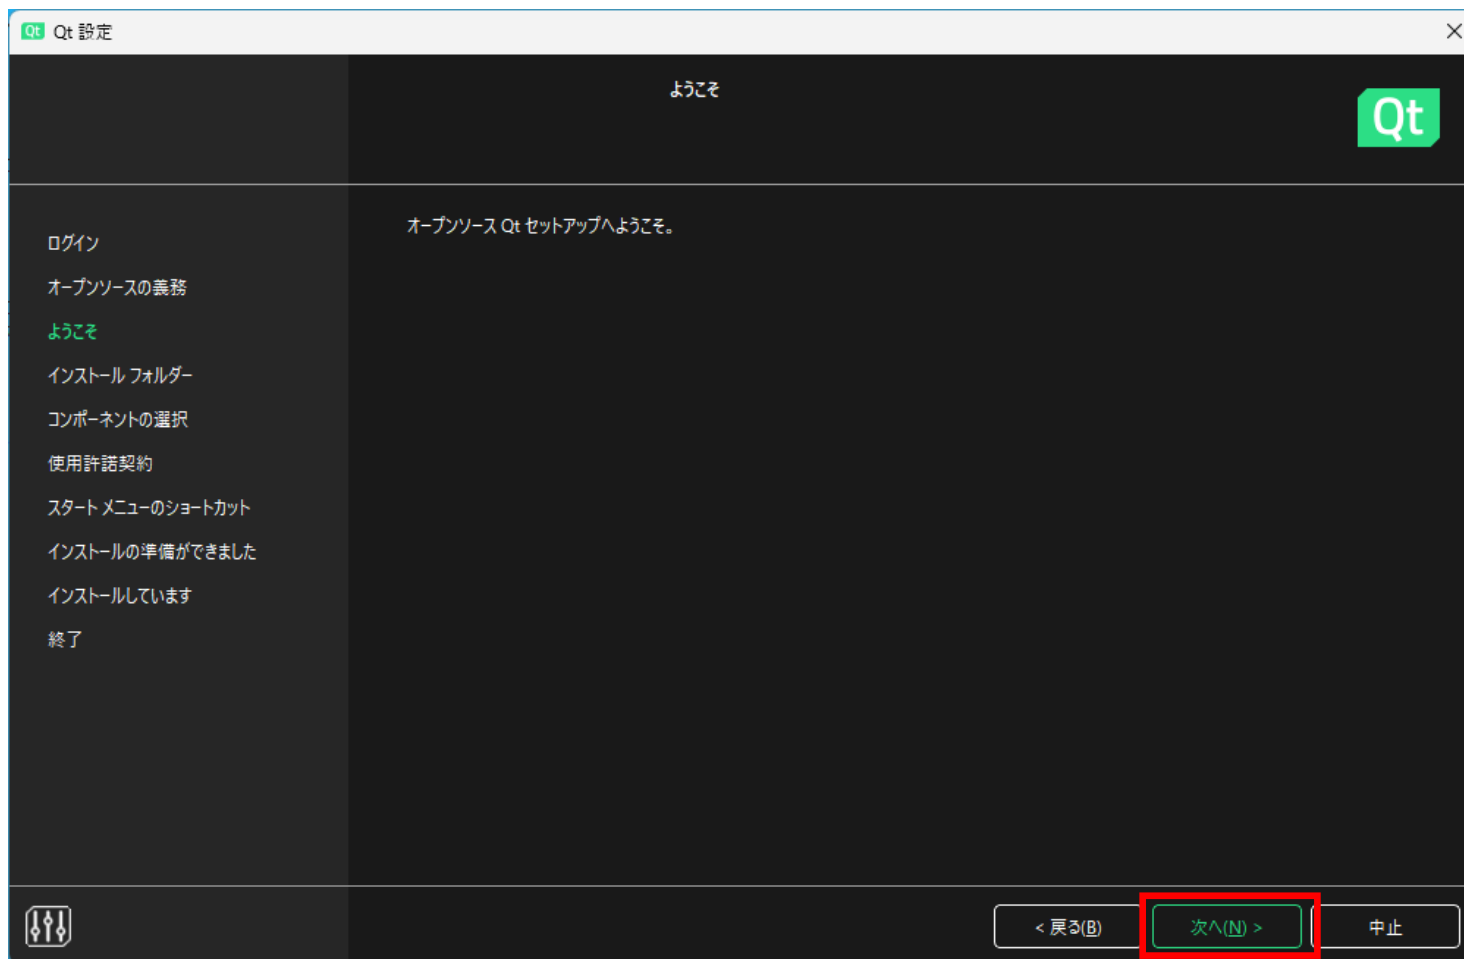 Qt Qt 設定
ようこそ
Qt
ログイン
オープンソースの義務
ようこそ
インストール フォルダー
コンポーネントの選択
使用許諾契約
スタート メニューのショートカット
インストールの準備ができました
インストールしています
終了
オープンソース Qt セットアップへようこそ。
< 戻る(B)
次へ(N) >
中止